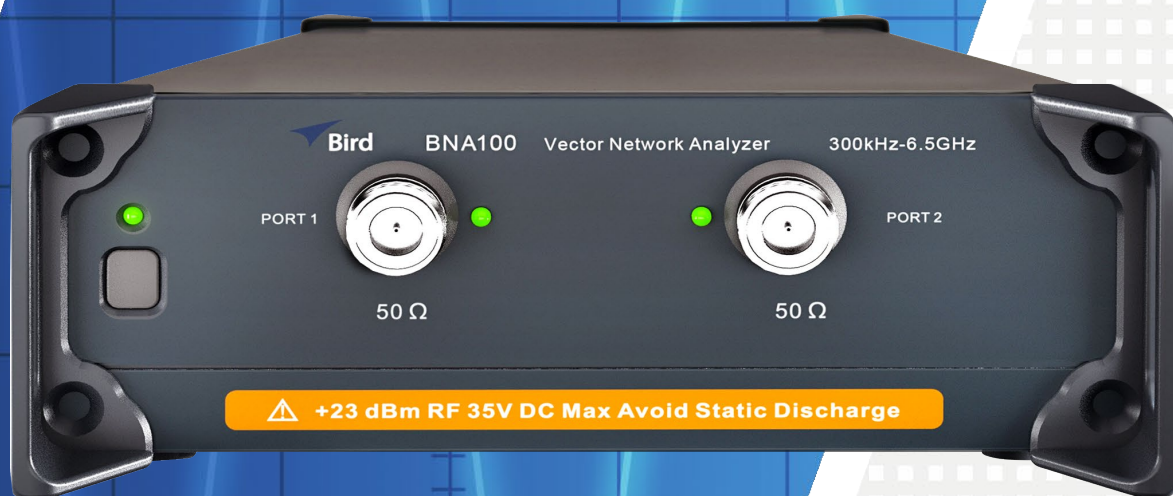 Bird BNA100 Vector Network Analyzer 300kHz-6.5GHz
PORT 1 PORT 2
50 Ω 50 Ω
⚠ +23 dBm RF 35V DC Max Avoid Static Discharge